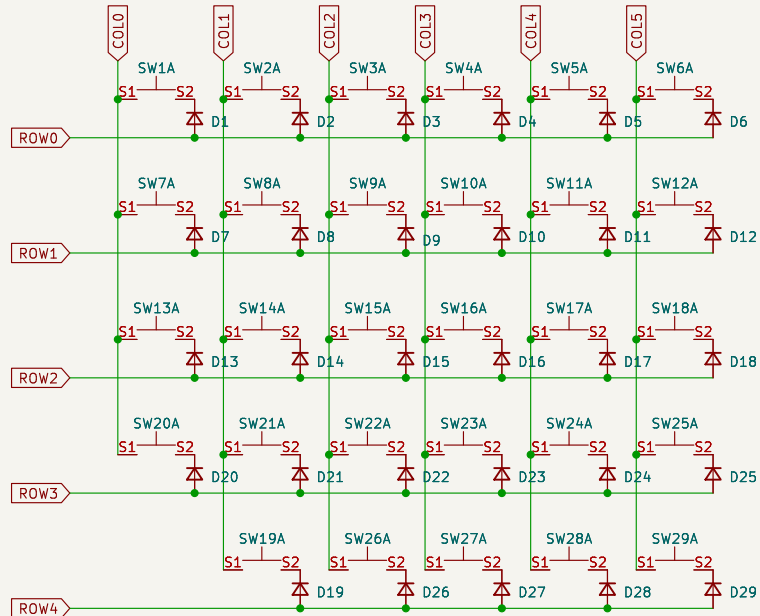 COL0 COL1 COL2 COL3 COL4 COL5
SW1A SW2A SW3A SW4A SW5A SW6A
S1 S2 S1 S2 S1 S2 S1 S2 S1 S2 S1 S2
D1 D2 D3 D4 D5 D6
ROW0
SW7A SW8A SW9A SW10A SW11A SW12A
S1 S2 S1 S2 S1 S2 S1 S2 S1 S2 S1 S2
D7 D8 D9 D10 D11 D12
ROW1
SW13A SW14A SW15A SW16A SW17A SW18A
S1 S2 S1 S2 S1 S2 S1 S2 S1 S2 S1 S2
D13 D14 D15 D16 D17 D18
ROW2
SW20A SW21A SW22A SW23A SW24A SW25A
S1 S2 S1 S2 S1 S2 S1 S2 S1 S2 S1 S2
D20 D21 D22 D23 D24 D25
ROW3
SW19A SW26A SW27A SW28A SW29A
S1 S2 S1 S2 S1 S2 S1 S2 S1 S2
D19 D26 D27 D28 D29
ROW4